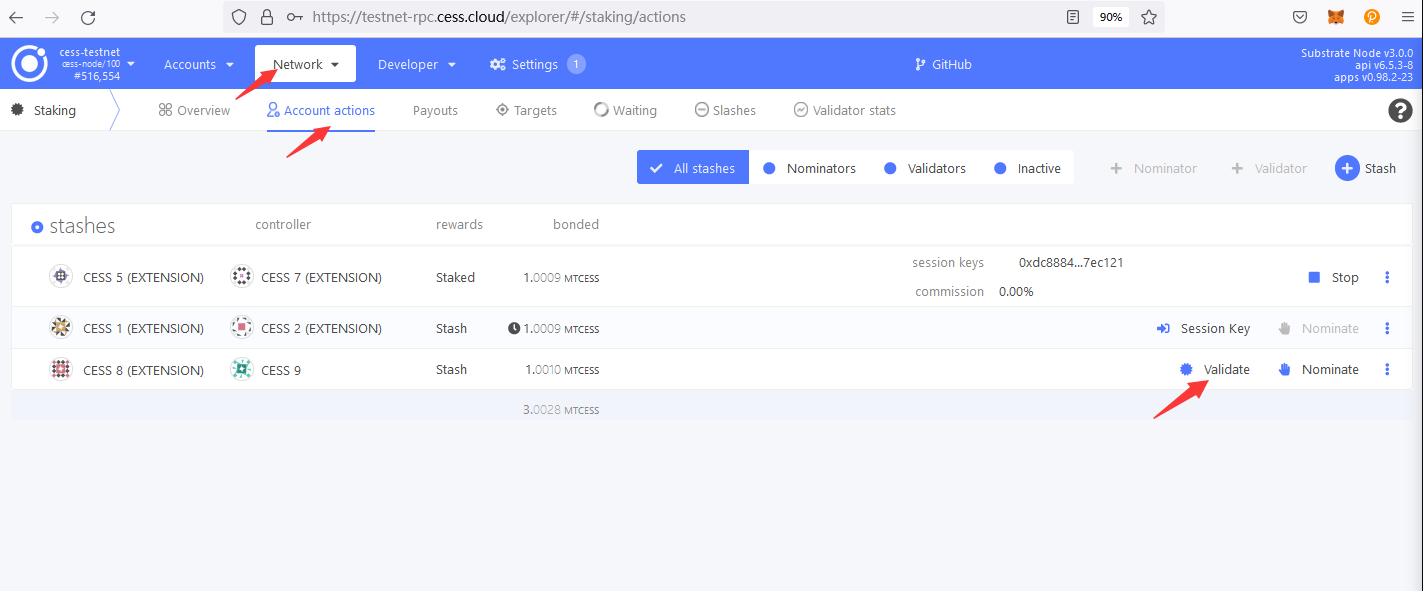 https://testnet-rpc.cess.cloud/explorer/#/staking/actions 90%
cess-testnet
cess-node/100
#516,554
Accounts Network Developer Settings 1 GitHub
Substrate Node v3.0.0
api v6.5.3-8
apps v0.98.2-23
Staking Overview Account actions Payouts Targets Waiting Slashes Validator stats ?
All stashes Nominators Validators Inactive + Nominator + Validator + Stash
stashes controller rewards bonded
CESS 5 (EXTENSION) CESS 7 (EXTENSION) Staked 1.0009 MTCESS session keys 0xdc8884...7ec121 commission 0.00% Stop
CESS 1 (EXTENSION) CESS 2 (EXTENSION) Stash 1.0009 MTCESS Session Key Nominate
CESS 8 (EXTENSION) CESS 9 Stash 1.0010 MTCESS Validate Nominate
3.0028 MTCESS